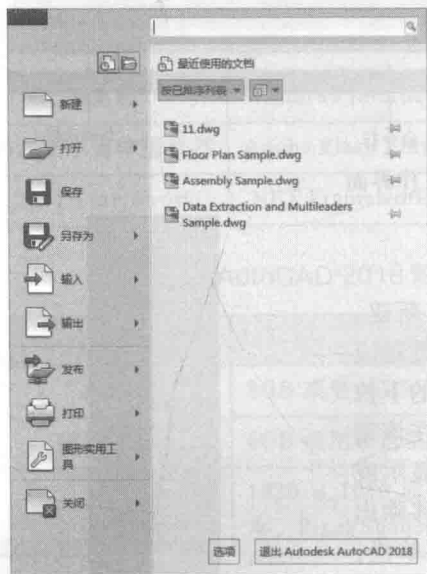 最近使用的文档
按已排序列表
新建
11.dwg
Floor Plan Sample.dwg
打开
Assembly Sample.dwg
保存
Data Extraction and Multileaders
Sample.dwg
另存为
输入
输出
发布
打印
图形实用工
具
关闭
选项
退出 Autodesk AutoCAD 2018